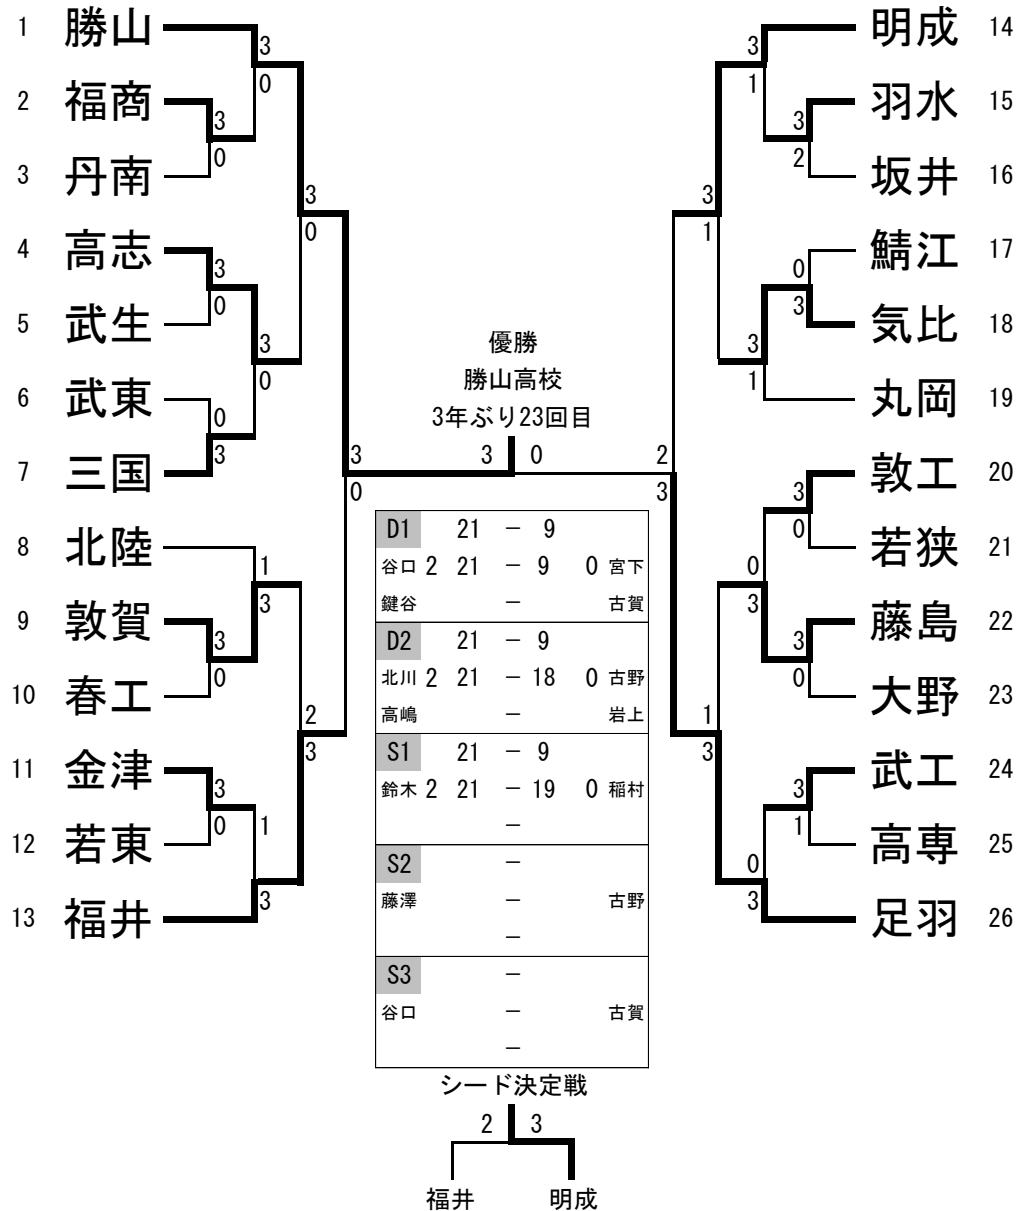 1 勝山
3
0
2 福商
3
0
3 丹南
3
0
4 高志
3
0
5 武生
3
0
6 武東
0
3
7 三国
3
0
8 北陸
1
3
9 敦賀
3
0
10 春工
2
3
11 金津
3
0
12 若東
1
3
13 福井
明成 14
3
1
羽水 15
3
2
坂井 16
3
1
鯖江 17
0
3
気比 18
3
1
丸岡 19
2
3
敦工 20
3
0
若狭 21
0
3
藤島 22
3
0
大野 23
1
3
武工 24
3
1
高専 25
0
3
足羽 26
優勝
勝山高校
3年ぶり23回目
3 0
D1 21 － 9
谷口 2 21 － 9 0 宮下
鍵谷 － 古賀
D2 21 － 9
北川 2 21 － 18 0 古野
高嶋 － 岩上
S1 21 － 9
鈴木 2 21 － 19 0 稲村
－
S2 －
藤澤 － 古野
－
S3 －
谷口 － 古賀
－
シード決定戦
2 3
福井 明成